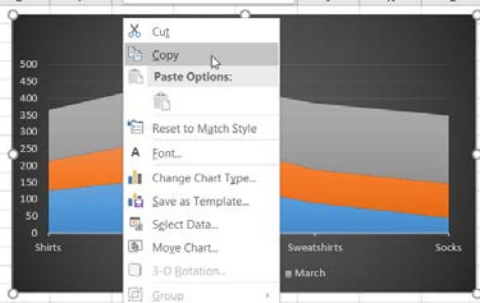 Cut
Copy
Paste Options:
Reset to Match Style
Font...
Change Chart Type...
Save as Template...
Select Data...
Move Chart...
3-D Rotation...
Group
500
450
400
350
300
250
200
150
100
50
0
Shirts
Sweatshirts
Socks
March